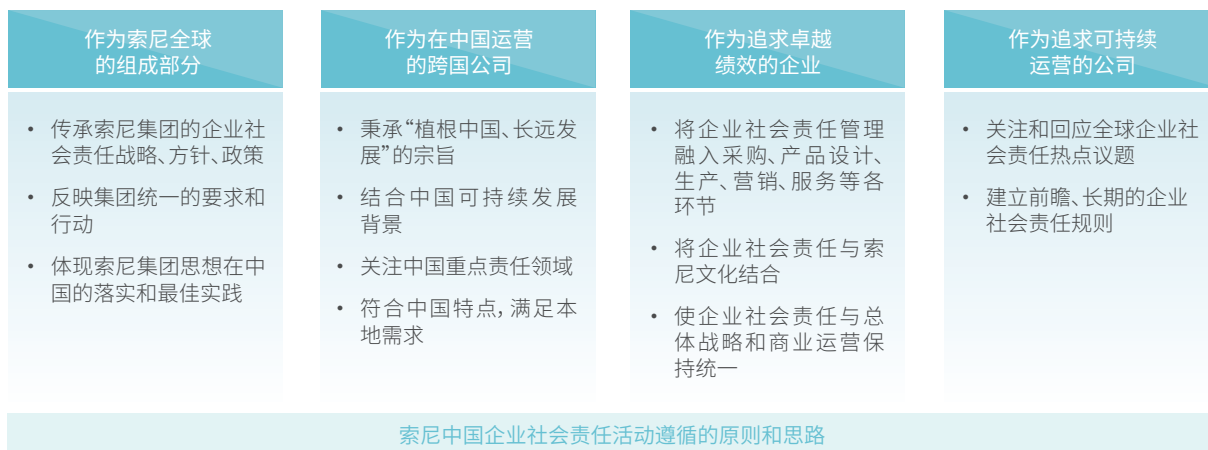 作为索尼全球
的组成部分
• 传承索尼集团的企业社
会责任战略、方针、政策
• 反映集团统一的要求和
行动
• 体现索尼集团思想在中
国的落实和最佳实践
作为在中国运营
的跨国公司
• 秉承“植根中国、长远发
展”的宗旨
• 结合中国可持续发展
背景
• 关注中国重点责任领域
• 符合中国特点，满足本
地需求
作为追求卓越
绩效的企业
• 将企业社会责任管理
融入采购、产品设计、
生产、营销、服务等各
环节
• 将企业社会责任与索
尼文化结合
• 使企业社会责任与总
体战略和商业运营保
持统一
作为追求可持续
运营的公司
• 关注和回应全球企业社
会责任热点议题
• 建立前瞻、长期的企业
社会责任规则
索尼中国企业社会责任活动遵循的原则和思路